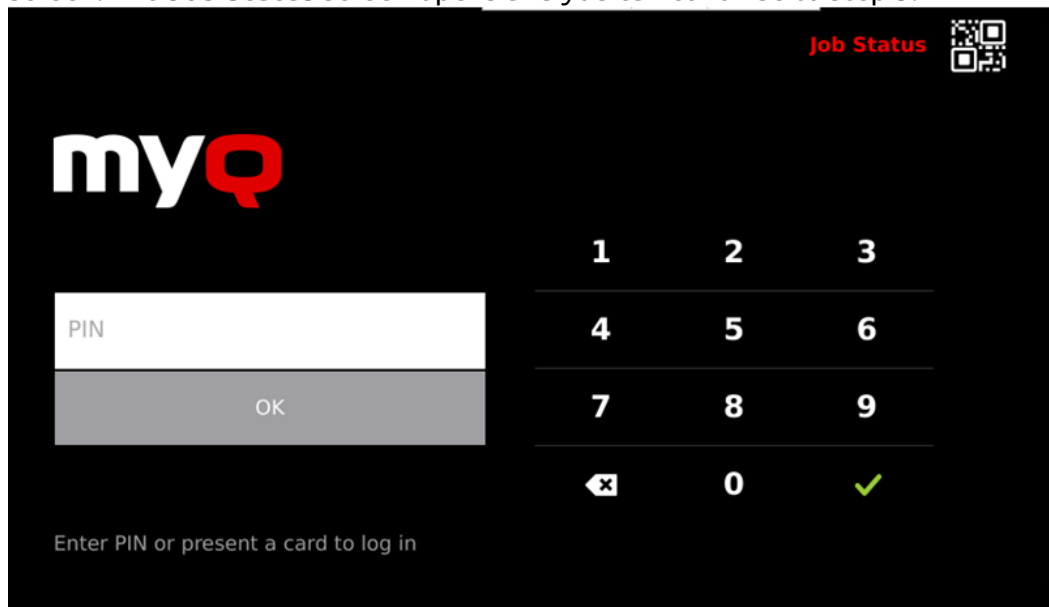 Job Status
myQ
1 2 3
PIN
4 5 6
OK
7 8 9
0
Enter PIN or present a card to log in